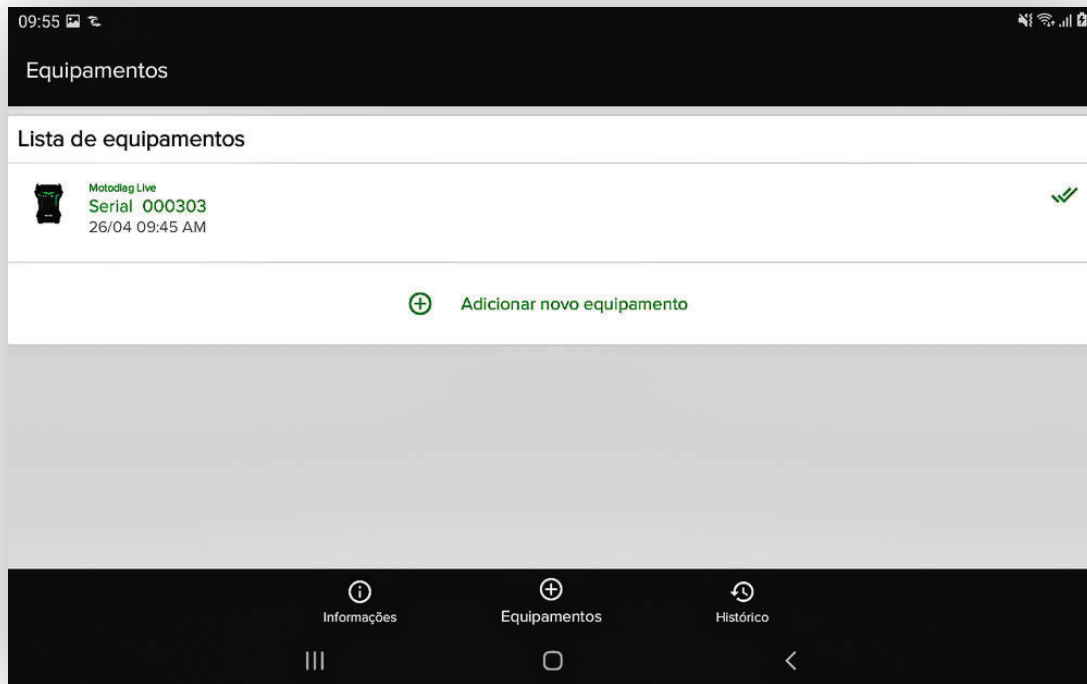 09:55
Equipamentos
Lista de equipamentos
Motodiag Live
Serial 000303
26/04 09:45 AM
Adicionar novo equipamento
Informações
Equipamentos
Histórico